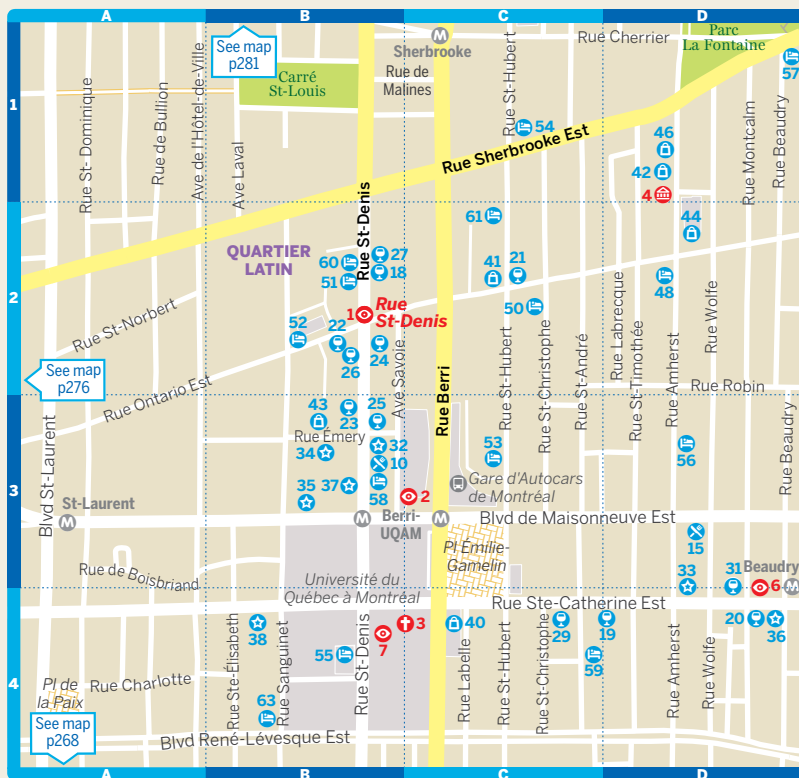 A
B
C
D
See map
p281
Sherbrooke
Rue de
Malines
Rue Cherrier
Parc
La Fontaine
57
Carré
St-Louis
1
Rue St- Dominique
Rue de Bullion
Ave de l'Hôtel-de-Ville
Ave Laval
Rue St-Denis
Rue St-Hubert
54
Rue Sherbrooke Est
46
42
4
Rue Montcalm
Rue Beaudry
61
44
QUARTIER
LATIN
60
51
27
18
41
21
48
2
1
Rue
St-Denis
50
Rue St-Norbert
52
22
26
24
Ave Savoie
Rue Berri
Rue St-Hubert
Rue St-Christophe
Rue St-André
Rue Labrecque
Rue St-Timothée
Rue Amherst
Rue Wolfe
Rue Robin
See map
p276
Rue Ontario Est
43
23
25
Rue Émery
32
34
10
53
56
Rue Beaudry
3
35
37
58
2
Gare d'Autocars
de Montréal
Blvd St-Laurent
St-Laurent
M
Berri-
UQAM
Blvd de Maisonneuve Est
Pl Émilie-
Gamelin
15
Rue de Boisbriand
Université du
Québec à Montréal
33
31
Beaudry
6
Rue Ste-Catherine Est
38
3
7
40
29
19
20
36
55
59
4
Rue Ste-Élisabeth
Rue Sanguinet
Rue St-Denis
Rue Labelle
Rue St-Hubert
Rue St-Christophe
Rue Amherst
Rue Wolfe
Pl de
la Paix
Rue Charlotte
63
See map
p268
Blvd René-Lévesque Est
A
B
C
D